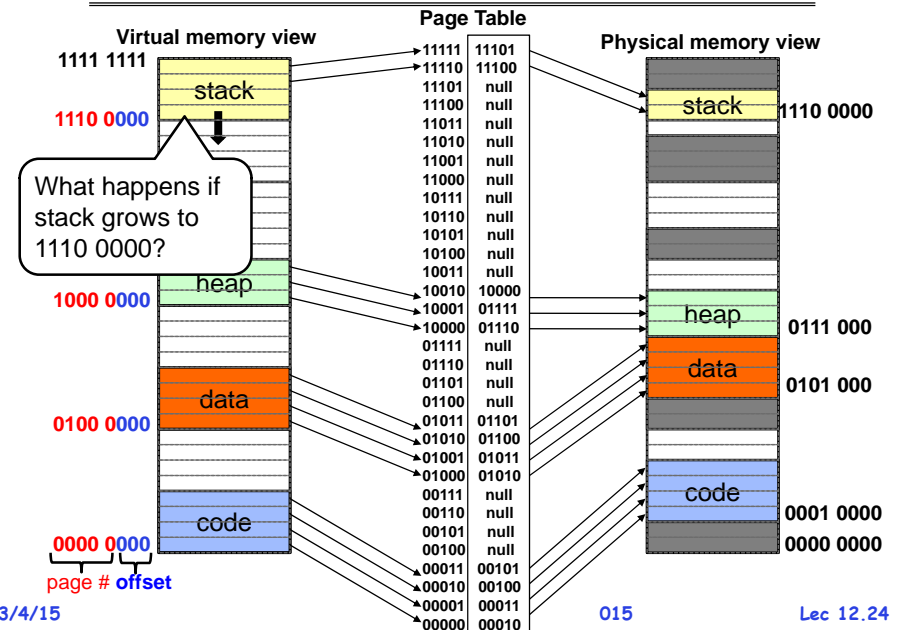 Page Table
Virtual memory view
Physical memory view
1111 1111
stack
1110 0000
What happens if
stack grows to
1110 0000?
heap
1000 0000
data
0100 0000
code
0000 0000
page # offset
11111 11101
11110 11100
11101 null
11100 null
11011 null
11010 null
11001 null
11000 null
10111 null
10110 null
10101 null
10100 null
10011 null
10010 10000
10001 01111
10000 01110
01111 null
01110 null
01101 null
01100 null
01011 01101
01010 01100
01001 01011
01000 01010
00111 null
00110 null
00101 null
00100 null
00011 00101
00010 00100
00001 00011
00000 00010
stack
1110 0000
heap
0111 000
data
0101 000
code
0001 0000
0000 0000
3/4/15
015
Lec 12.24